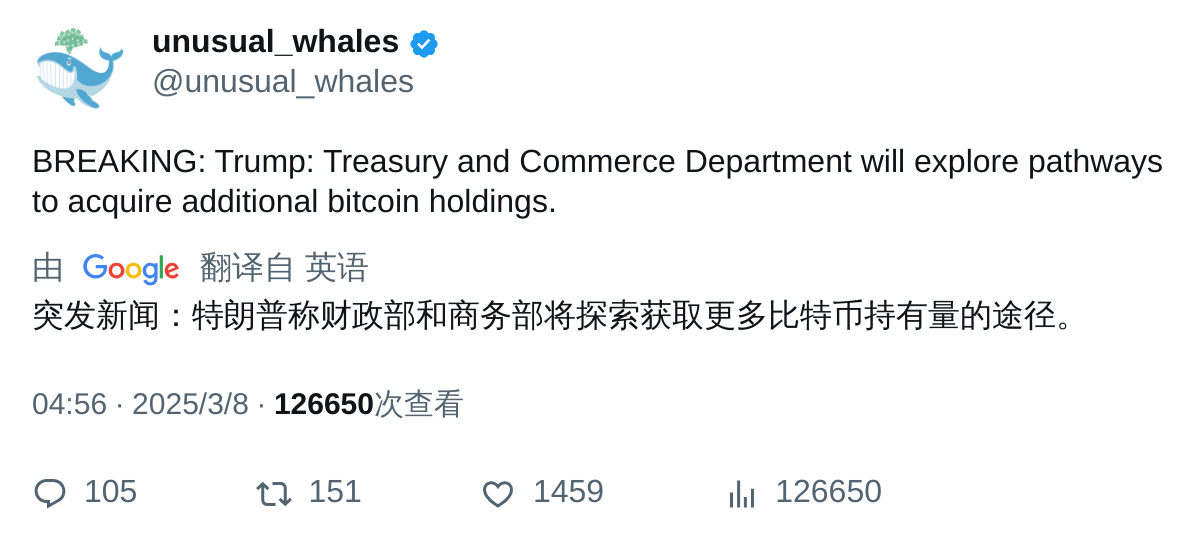 unusual_whales
@unusual_whales
BREAKING: Trump: Treasury and Commerce Department will explore pathways
to acquire additional bitcoin holdings.
由 Google 翻译自 英语
突发新闻：特朗普称财政部和商务部将探索获取更多比特币持有量的途径。
04:56 · 2025/3/8 · 126650次查看
105 151 1459 126650